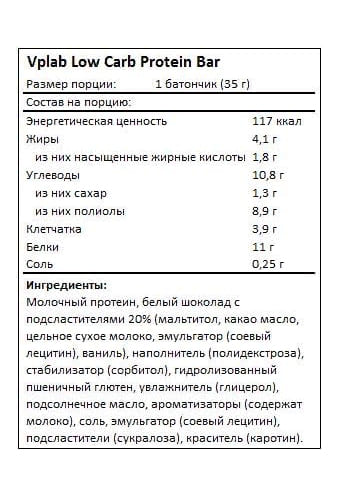 Vplab Low Carb Protein Bar
Размер порции: 1 батончик (35 г)
Состав на порцию:
Энергетическая ценность 117 ккал
Жиры 4,1 г
из них насыщенные жирные кислоты 1,8 г
Углеводы 10,8 г
из них сахар 1,3 г
из них полиолы 8,9 г
Клетчатка 3,9 г
Белки 11 г
Соль 0,25 г
Ингредиенты:
Молочный протеин, белый шоколад с
подсластителями 20% (мальтитол, какао масло,
цельное сухое молоко, эмульгатор (соевый
лецитин), ваниль), наполнитель (полидекстроза),
стабилизатор (сорбитол), гидролизованный
пшеничный глютен, увлажнитель (глицерол),
подсолнечное масло, ароматизаторы (содержат
молоко), соль, эмульгатор (соевый лецитин),
подсластители (сукралоза), краситель (каротин).